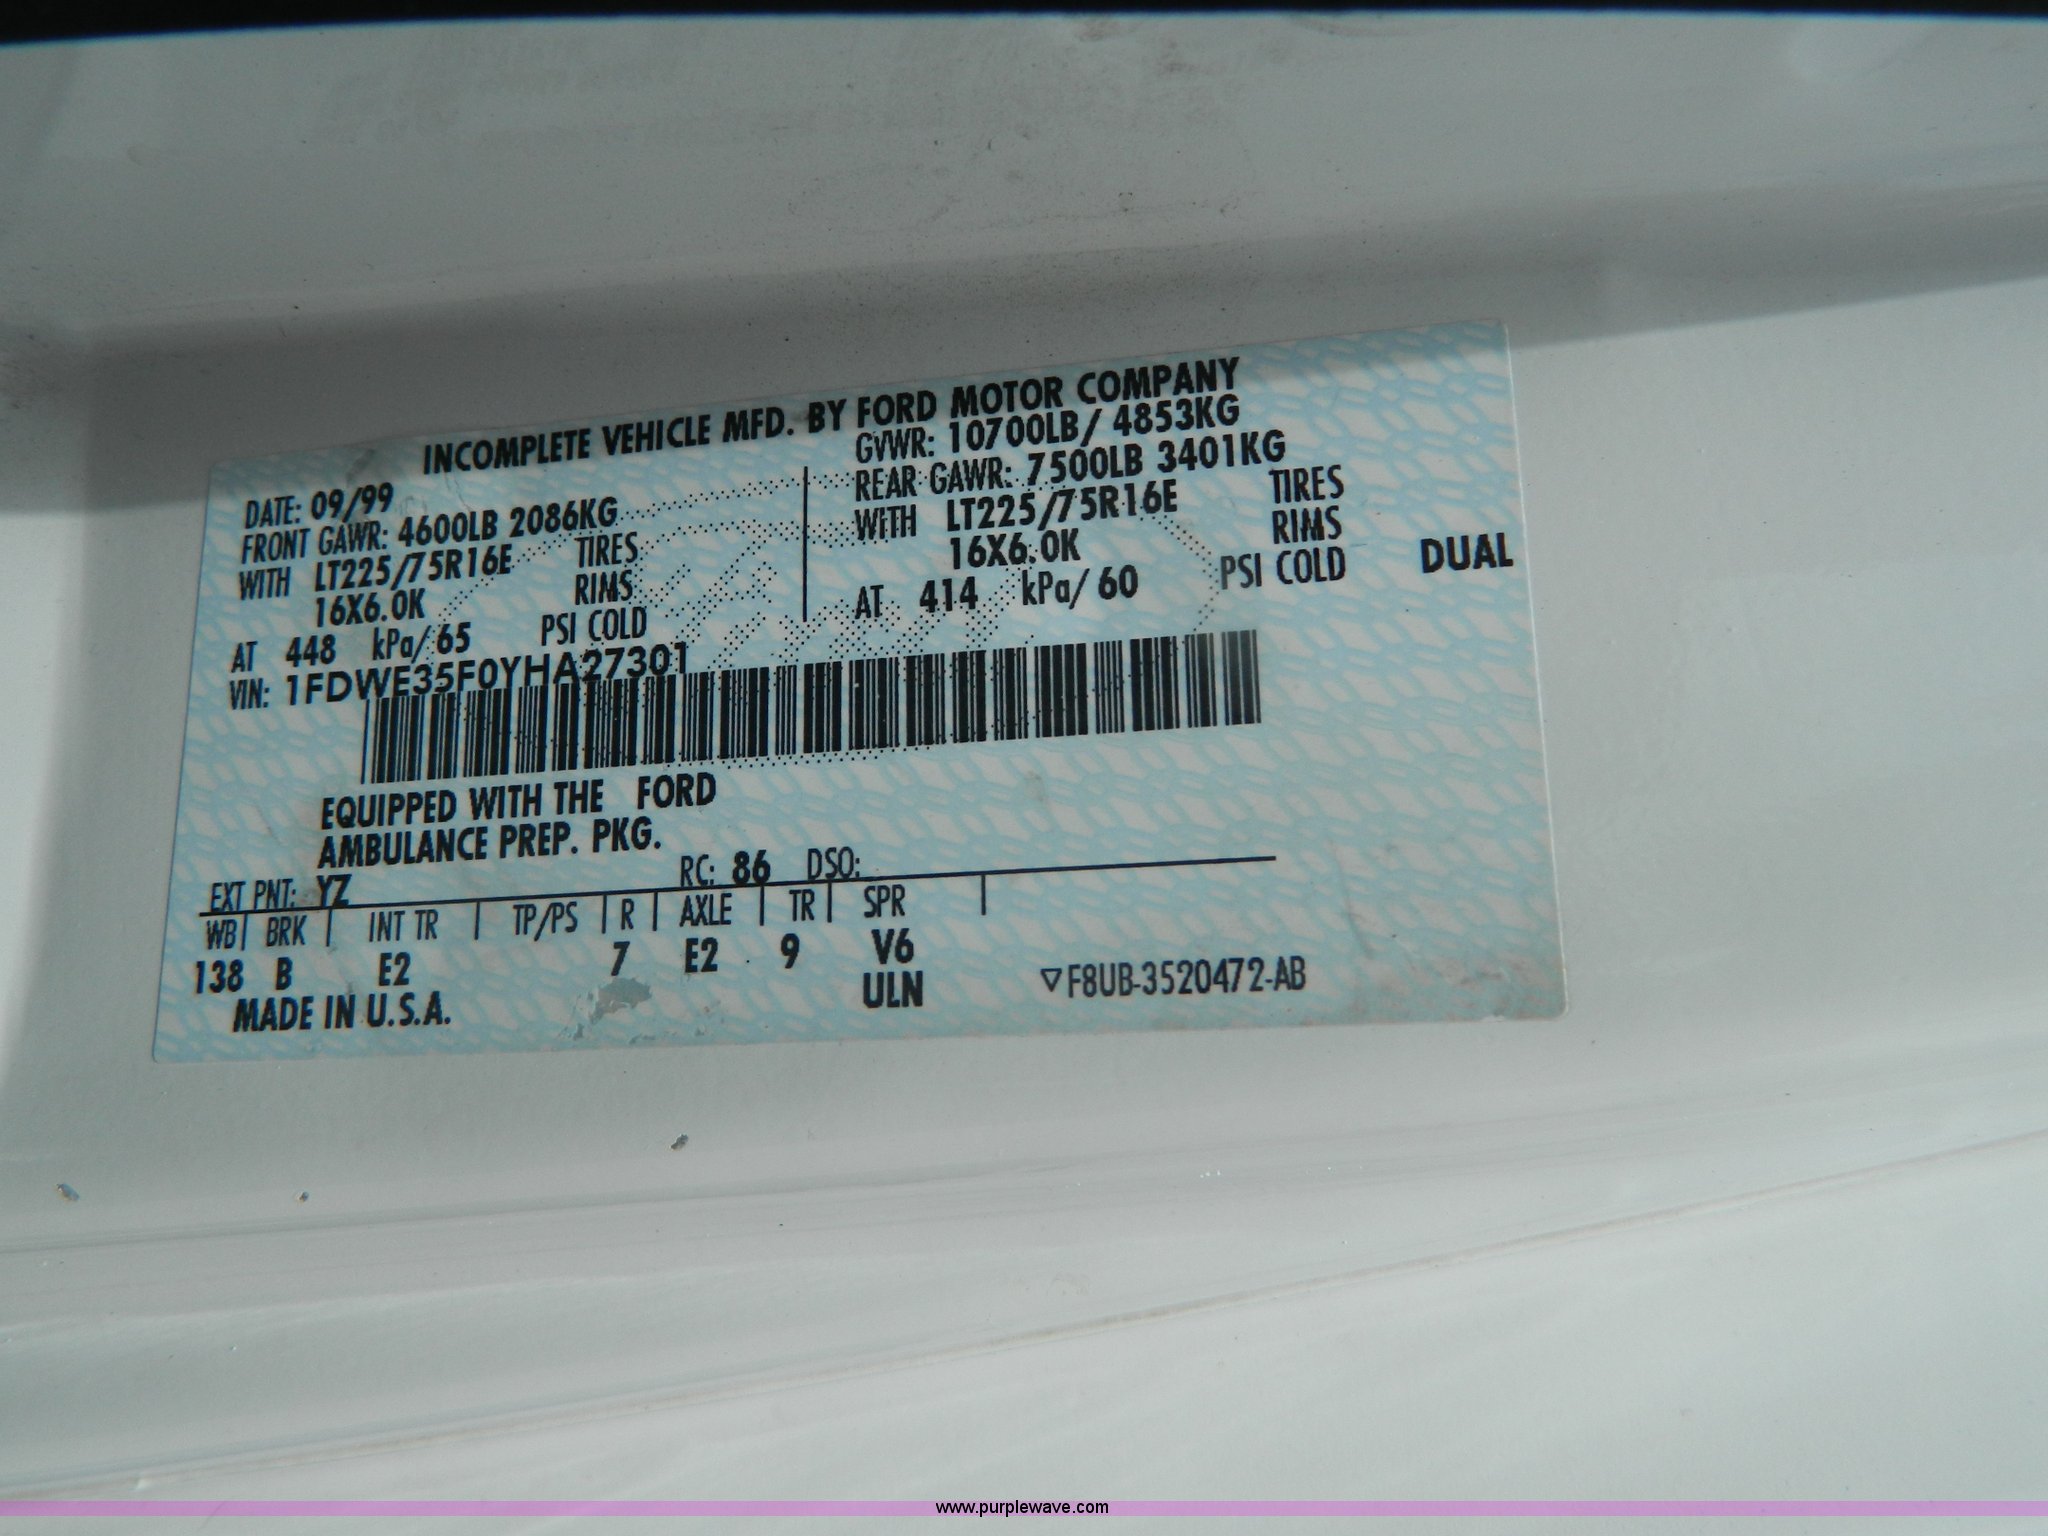 INCOMPLETE VEHICLE MFD. BY FORD MOTOR COMPANY
DATE: 09/99
GVWR: 10700LB/ 4853KG
FRONT GAWR: 4600LB 2086KG
REAR GAWR: 7500LB 3401KG
WITH LT225/75R16E TIRES
WITH LT225/75R16E TIRES
16X6.0K RIMS
16X6.0K RIMS
AT 448 kPa/65 PSI COLD
AT 414 kPa/60 PSI COLD DUAL
VIN: 1FDWE35F0YHA27301
EQUIPPED WITH THE FORD
AMBULANCE PREP. PKG.
EXT PNT: YZ RC: 86 DSO:
WB BRK INT TR TP/PS R AXLE TR SPR
138 B E2 7 E2 9 V6
MADE IN U.S.A. ULN ▽F8UB-3520472-AB
www.purplewave.com